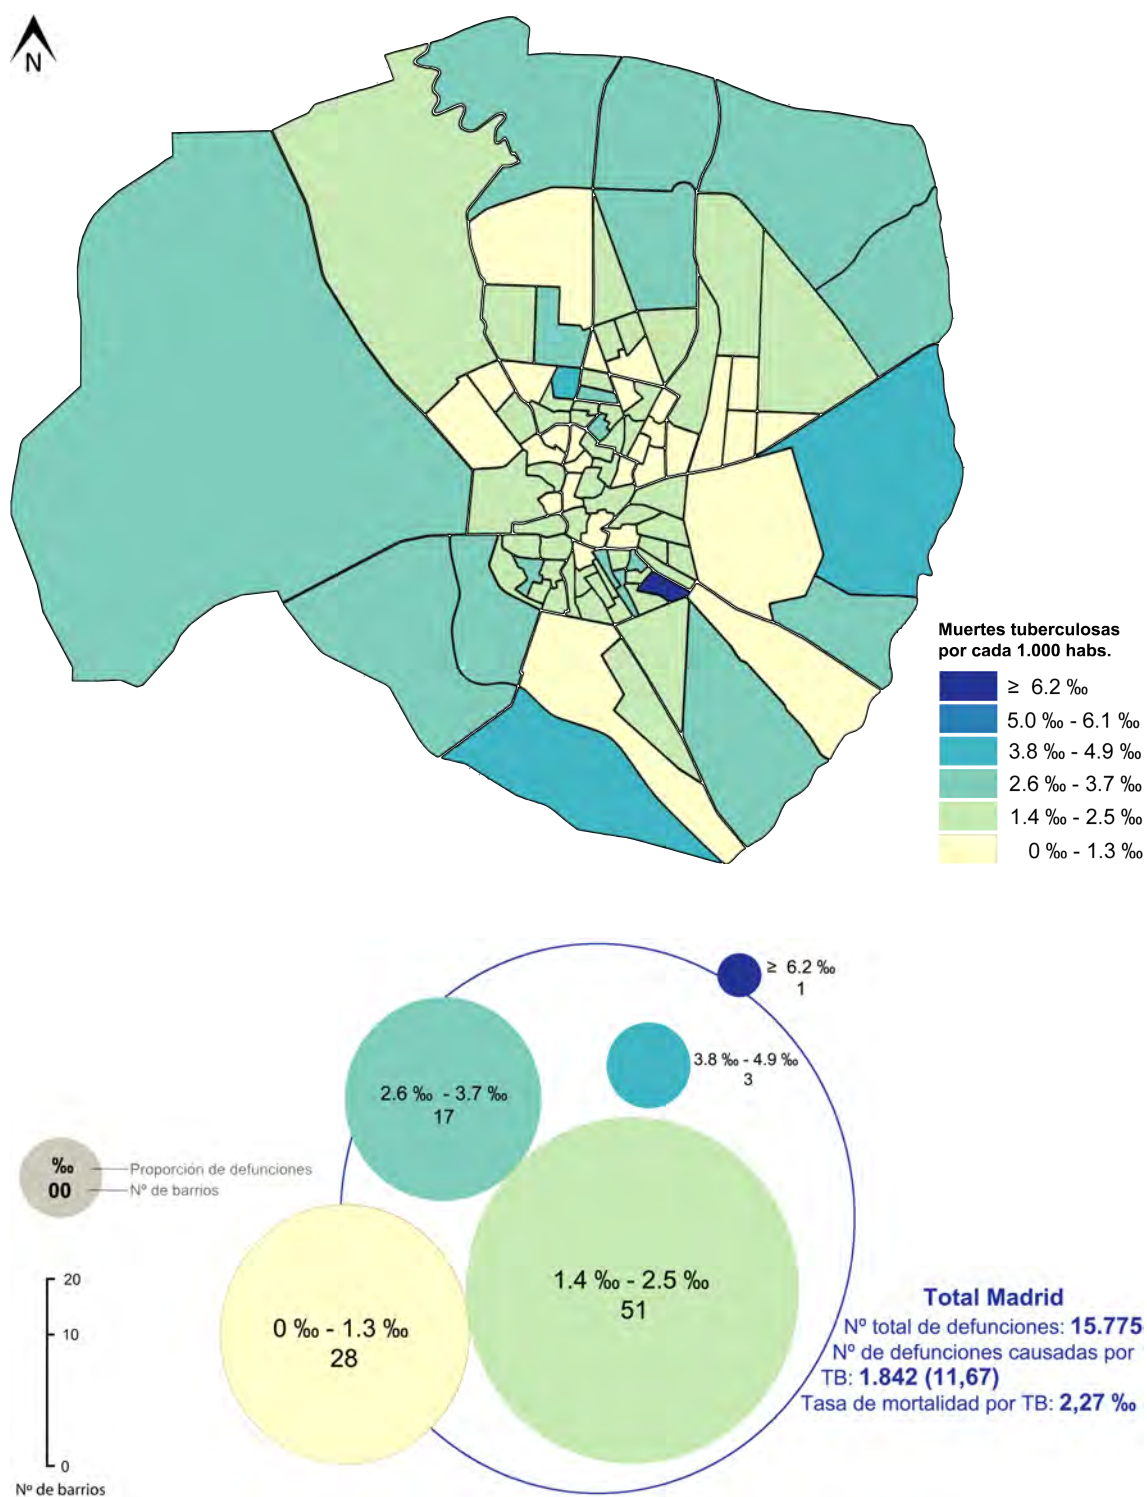 N
Muertes tuberculosas
por cada 1.000 habs.
≥ 6.2 ‰
5.0 ‰ - 6.1 ‰
3.8 ‰ - 4.9 ‰
2.6 ‰ - 3.7 ‰
1.4 ‰ - 2.5 ‰
0 ‰ - 1.3 ‰
≥ 6.2 ‰
1
3.8 ‰ - 4.9 ‰
3
2.6 ‰ - 3.7 ‰
17
‰
Proporción de defunciones
00
Nº de barrios
1.4 ‰ - 2.5 ‰
51
0 ‰ - 1.3 ‰
28
20
10
0
Nº de barrios
Total Madrid
Nº total de defunciones: 15.775
Nº de defunciones causadas por
TB: 1.842 (11,67)
Tasa de mortalidad por TB: 2,27 ‰